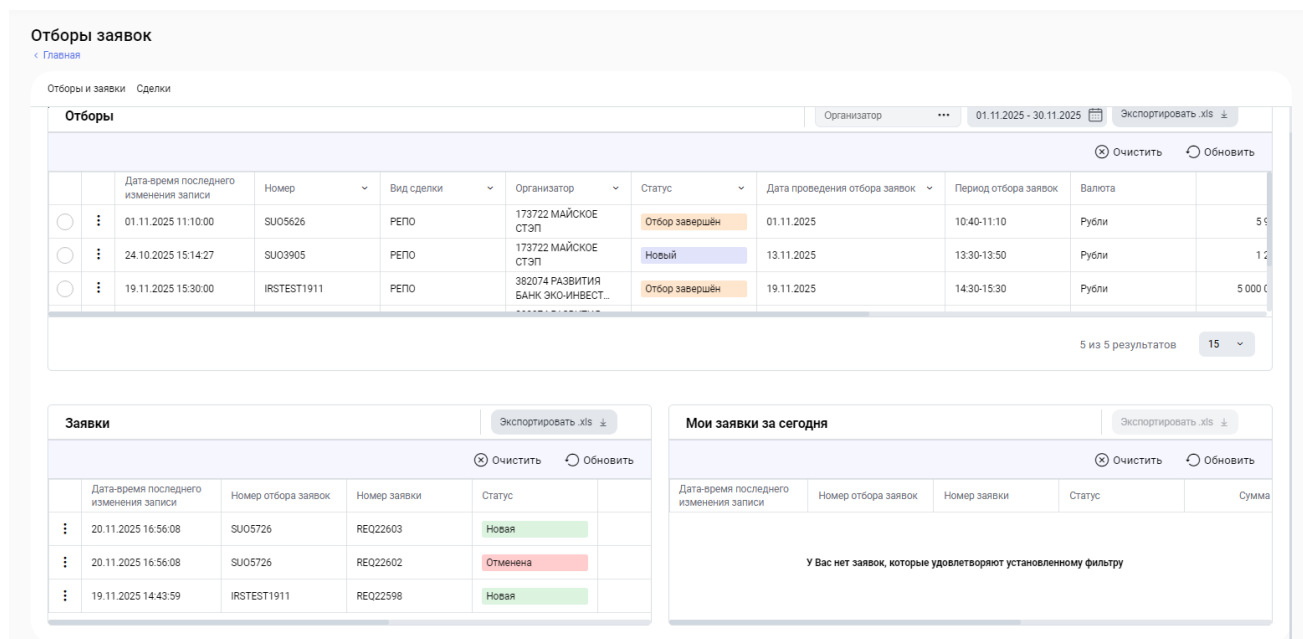 Отборы заявок
‹ Главная
Отборы и заявки Сделки
Отборы Организатор ••• 01.11.2025 - 30.11.2025 Экспортировать .xls
Очистить Обновить
Дата-время последнего изменения записи Номер Вид сделки Организатор Статус Дата проведения отбора заявок Период отбора заявок Валюта
01.11.2025 11:10:00 SUO5626 РЕПО 173722 МАЙСКОЕ СТЭП Отбор завершён 01.11.2025 10:40-11:10 Рубли 5 9
24.10.2025 15:14:27 SUO3905 РЕПО 173722 МАЙСКОЕ СТЭП Новый 13.11.2025 13:30-13:50 Рубли 1 2
19.11.2025 15:30:00 IRSTEST1911 РЕПО 382074 РАЗВИТИЯ БАНК ЭКО-ИНВЕСТ... Отбор завершён 19.11.2025 14:30-15:30 Рубли 5 000 0
5 из 5 результатов 15
Заявки Экспортировать .xls
Очистить Обновить
Дата-время последнего изменения записи Номер отбора заявок Номер заявки Статус
20.11.2025 16:56:08 SUO5726 REQ22603 Новая
20.11.2025 16:56:08 SUO5726 REQ22602 Отменена
19.11.2025 14:43:59 IRSTEST1911 REQ22598 Новая
Мои заявки за сегодня Экспортировать .xls
Очистить Обновить
Дата-время последнего изменения записи Номер отбора заявок Номер заявки Статус Сумма
У Вас нет заявок, которые удовлетворяют установленному фильтру